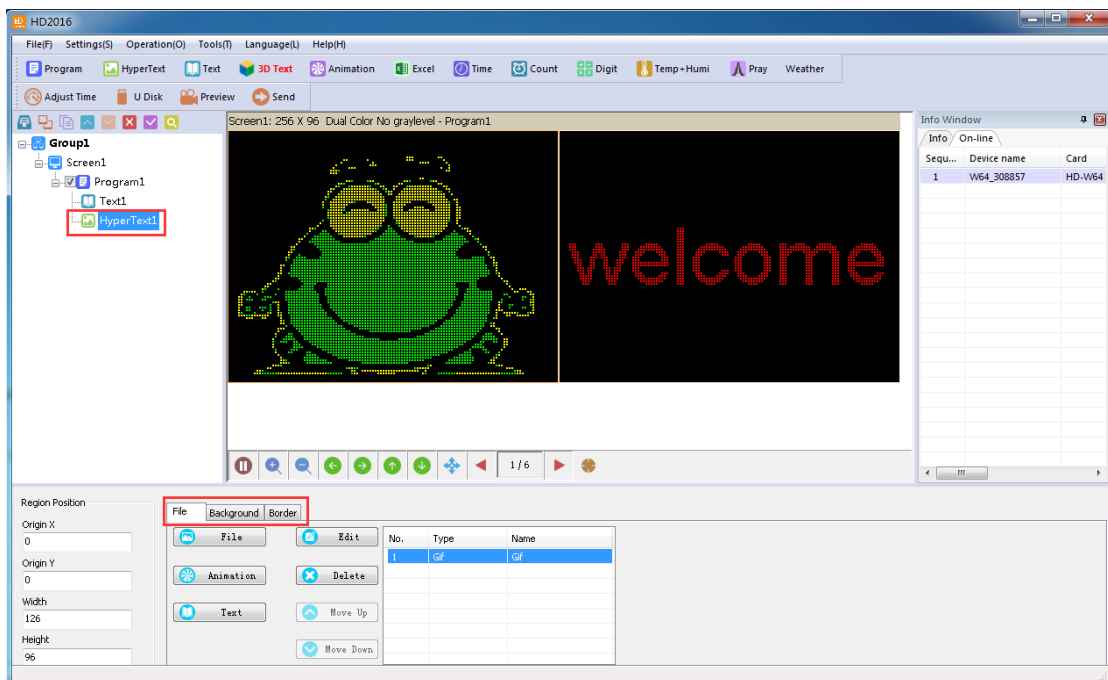 HD2016
File(F) Settings(S) Operation(O) Tools(T) Language(L) Help(H)
Program HyperText Text 3D Text Animation Excel Time Count Digit Temp+Humi Pray Weather
Adjust Time U Disk Preview Send
Screen1: 256 X 96 Dual Color No graylevel - Program1
Info Window
Info On-line
Sequ... Device name Card
1 W64_308857 HD-W64
Group1
Screen1
Program1
Text1
HyperText1
welcome
1/6
Region Position
Origin X
0
Origin Y
0
Width
126
Height
96
File Background Border
File Edit
Animation Delete
Text Move Up
Move Down
No. Type Name
1 Gif Gif